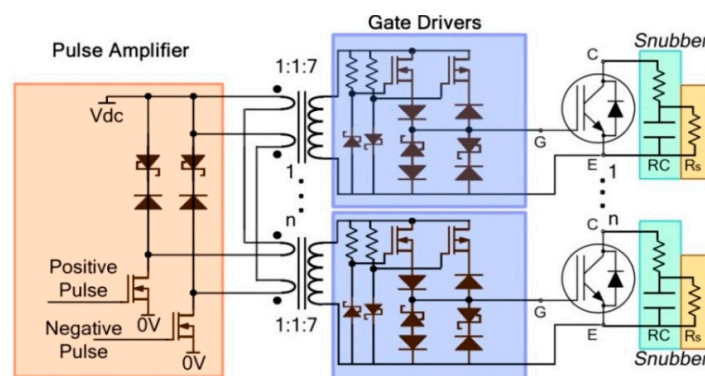 Gate Drivers
Pulse Amplifier
Snubber
1:1:7
C
Vdc
G
E
RC
Rs
1
n
C
Positive
Pulse
0V
Negative
Pulse
0V
1:1:7
G
E
RC
Rs
Snubber
1
n